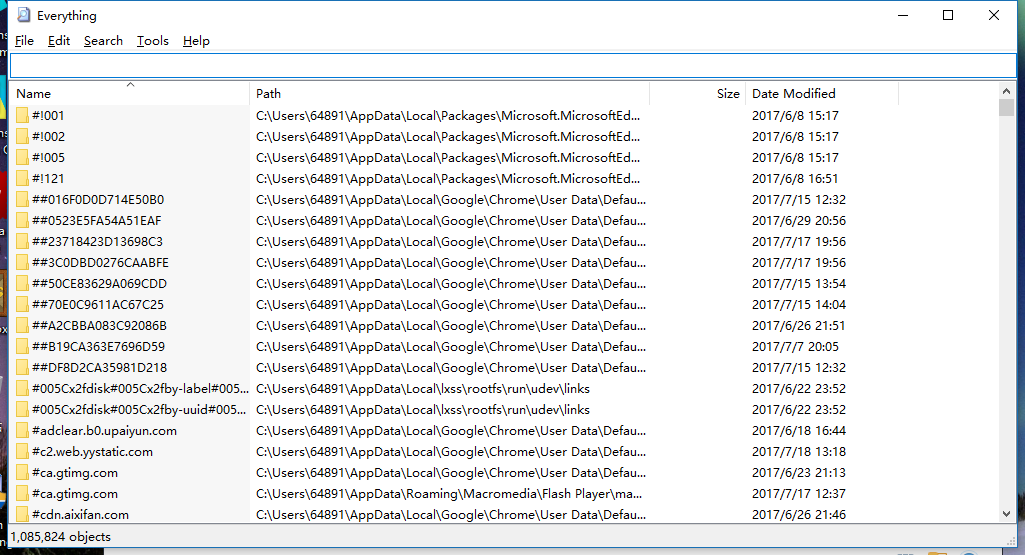 Everything
File Edit Search Tools Help
Name Path Size Date Modified
#!001 C:\Users\64891\AppData\Local\Packages\Microsoft.MicrosoftEd... 2017/6/8 15:17
#!002 C:\Users\64891\AppData\Local\Packages\Microsoft.MicrosoftEd... 2017/6/8 15:17
#!005 C:\Users\64891\AppData\Local\Packages\Microsoft.MicrosoftEd... 2017/6/8 15:17
#!121 C:\Users\64891\AppData\Local\Packages\Microsoft.MicrosoftEd... 2017/6/8 16:51
##016F0D0D714E50B0 C:\Users\64891\AppData\Local\Google\Chrome\User Data\Defau... 2017/7/15 12:32
##0523E5FA54A51EAF C:\Users\64891\AppData\Local\Google\Chrome\User Data\Defau... 2017/6/29 20:56
##23718423D13698C3 C:\Users\64891\AppData\Local\Google\Chrome\User Data\Defau... 2017/7/17 19:56
##3C0DBD0276CAABFE C:\Users\64891\AppData\Local\Google\Chrome\User Data\Defau... 2017/7/17 19:56
##50CE83629A069CDD C:\Users\64891\AppData\Local\Google\Chrome\User Data\Defau... 2017/7/15 13:54
##70E0C9611AC67C25 C:\Users\64891\AppData\Local\Google\Chrome\User Data\Defau... 2017/7/15 14:04
##A2CBBA083C92086B C:\Users\64891\AppData\Local\Google\Chrome\User Data\Defau... 2017/6/26 21:51
##B19CA363E7696D59 C:\Users\64891\AppData\Local\Google\Chrome\User Data\Defau... 2017/7/7 20:05
##DF8D2CA35981D218 C:\Users\64891\AppData\Local\Google\Chrome\User Data\Defau... 2017/7/15 12:32
#005Cx2fdisk#005Cx2fby-label#005... C:\Users\64891\AppData\Local\lxss\rootfs\run\udev\links 2017/6/22 23:52
#005Cx2fdisk#005Cx2fby-uuid#005... C:\Users\64891\AppData\Local\lxss\rootfs\run\udev\links 2017/6/22 23:52
#adclear.b0.upaiyun.com C:\Users\64891\AppData\Local\Google\Chrome\User Data\Defau... 2017/6/18 16:44
#c2.web.yystatic.com C:\Users\64891\AppData\Local\Google\Chrome\User Data\Defau... 2017/7/18 13:18
#ca.gtimg.com C:\Users\64891\AppData\Local\Google\Chrome\User Data\Defau... 2017/6/23 21:13
#ca.gtimg.com C:\Users\64891\AppData\Roaming\Macromedia\Flash Player\ma... 2017/7/17 12:37
#cdn.aixifan.com C:\Users\64891\AppData\Local\Google\Chrome\User Data\Defau... 2017/6/26 21:46
1,085,824 objects